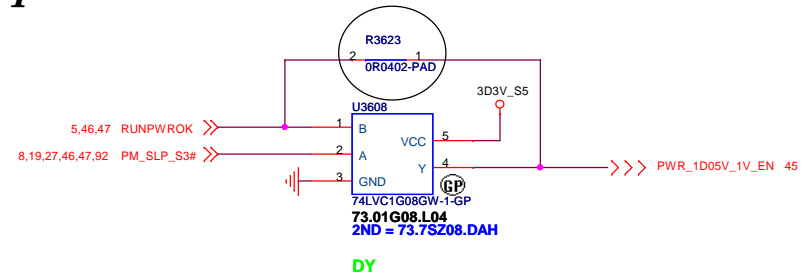 R3623
2 1
0R0402-PAD
3D3V_S5
U3608
5,46,47 RUNPWROK 1 B
VCC 5
8,19,27,46,47,92 PM_SLP_S3# 2 A
Y 4 PWR_1D05V_1V_EN 45
3 GND
GP
74LVC1G08GW-1-GP
73.01G08.L04
2ND = 73.7SZ08.DAH
DY